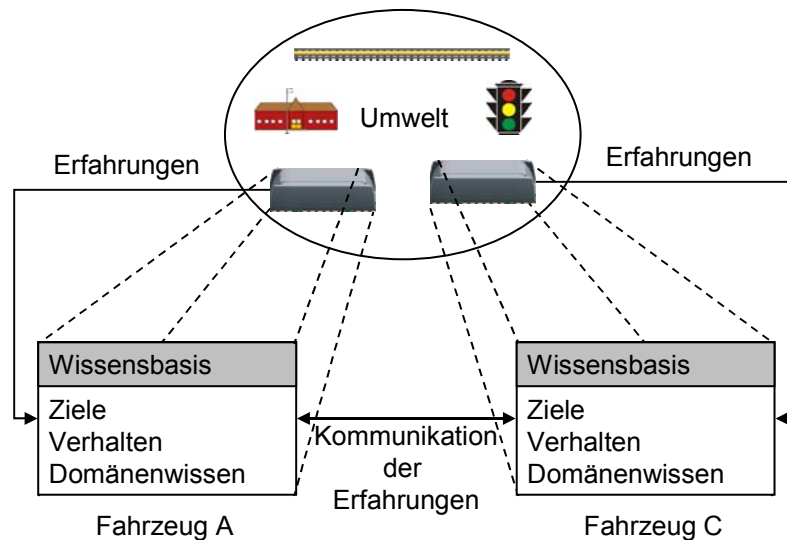 Umwelt
Erfahrungen
Erfahrungen
Wissensbasis
Ziele
Verhalten
Domänenwissen
Fahrzeug A
Kommunikation
der
Erfahrungen
Wissensbasis
Ziele
Verhalten
Domänenwissen
Fahrzeug C